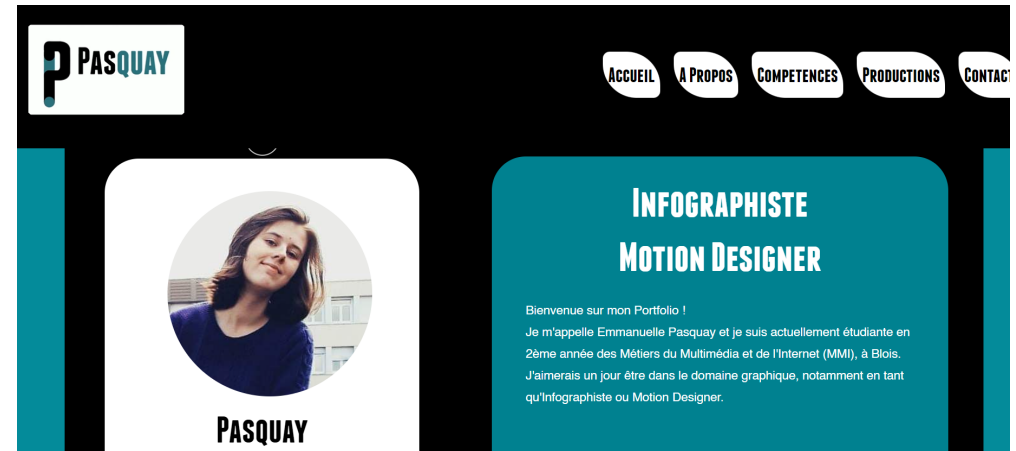 PASQUAY
ACCUEIL
A PROPOS
COMPETENCES
PRODUCTIONS
CONTACT
INFOGRAPHISTE
MOTION DESIGNER
Bienvenue sur mon Portfolio !
Je m'appelle Emmanuelle Pasquay et je suis actuellement étudiante en
2ème année des Métiers du Multimédia et de l'Internet (MMI), à Blois.
J'aimerais un jour être dans le domaine graphique, notamment en tant
qu'Infographiste ou Motion Designer.
PASQUAY